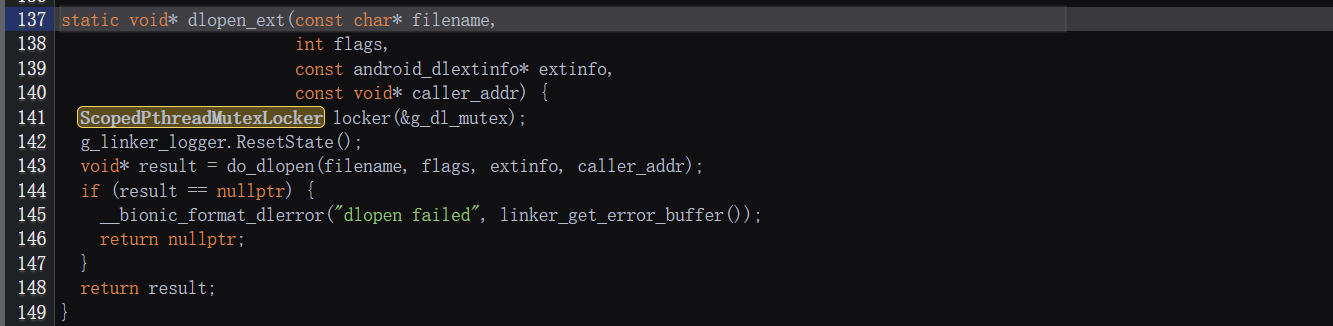 137 static void* dlopen_ext(const char* filename,
138                         int flags,
139                         const android_dlextinfo* extinfo,
140                         const void* caller_addr) {
141   ScopedPthreadMutexLocker locker(&g_dl_mutex);
142   g_linker_logger.ResetState();
143   void* result = do_dlopen(filename, flags, extinfo, caller_addr);
144   if (result == nullptr) {
145     __bionic_format_dlerror("dlopen failed", linker_get_error_buffer());
146     return nullptr;
147   }
148   return result;
149 }